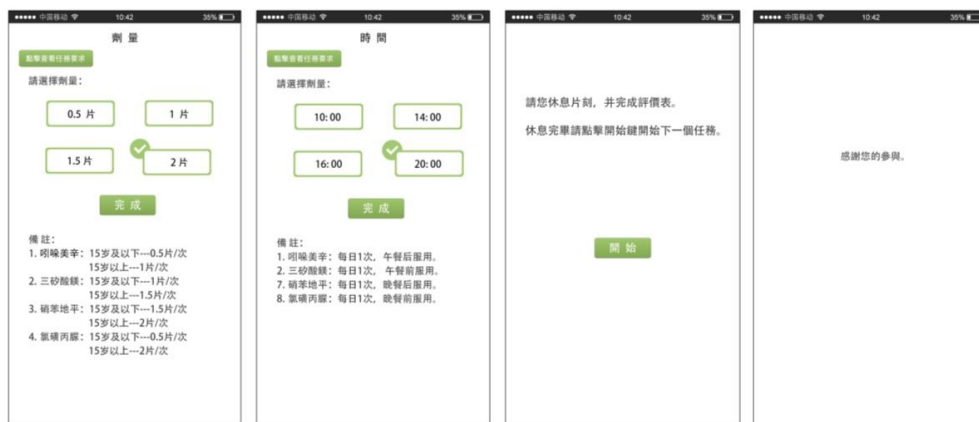 中国移动 10:42 35%
劑 量
點擊查看任務要求
請選擇劑量：
0.5 片
1 片
1.5 片
2 片
完 成
備 註：
1. 吲哚美辛：15岁及以下---0.5片/次
15岁以上---1片/次
2. 三矽酸鎂：15岁及以下---1片/次
15岁以上---1.5片/次
3. 硝苯地平：15岁及以下---1.5片/次
15岁以上---2片/次
4. 氯磺丙脲：15岁及以下---0.5片/次
15岁以上---2片/次
中国移动 10:42 35%
時 間
點擊查看任務要求
請選擇劑量：
10:00
14:00
16:00
20:00
完 成
備 註：
1. 吲哚美辛：每日1次，午餐后服用。
2. 三矽酸鎂：每日1次， 午餐前服用。
7. 硝苯地平：每日1次，晚餐后服用。
8. 氯磺丙脲：每日1次，晚餐前服用。
中国移动 10:42 35%
請您休息片刻，并完成評價表。
休息完畢請點擊開始鍵開始下一個任務。
開 始
中国移动 10:42 35%
感謝您的參與。